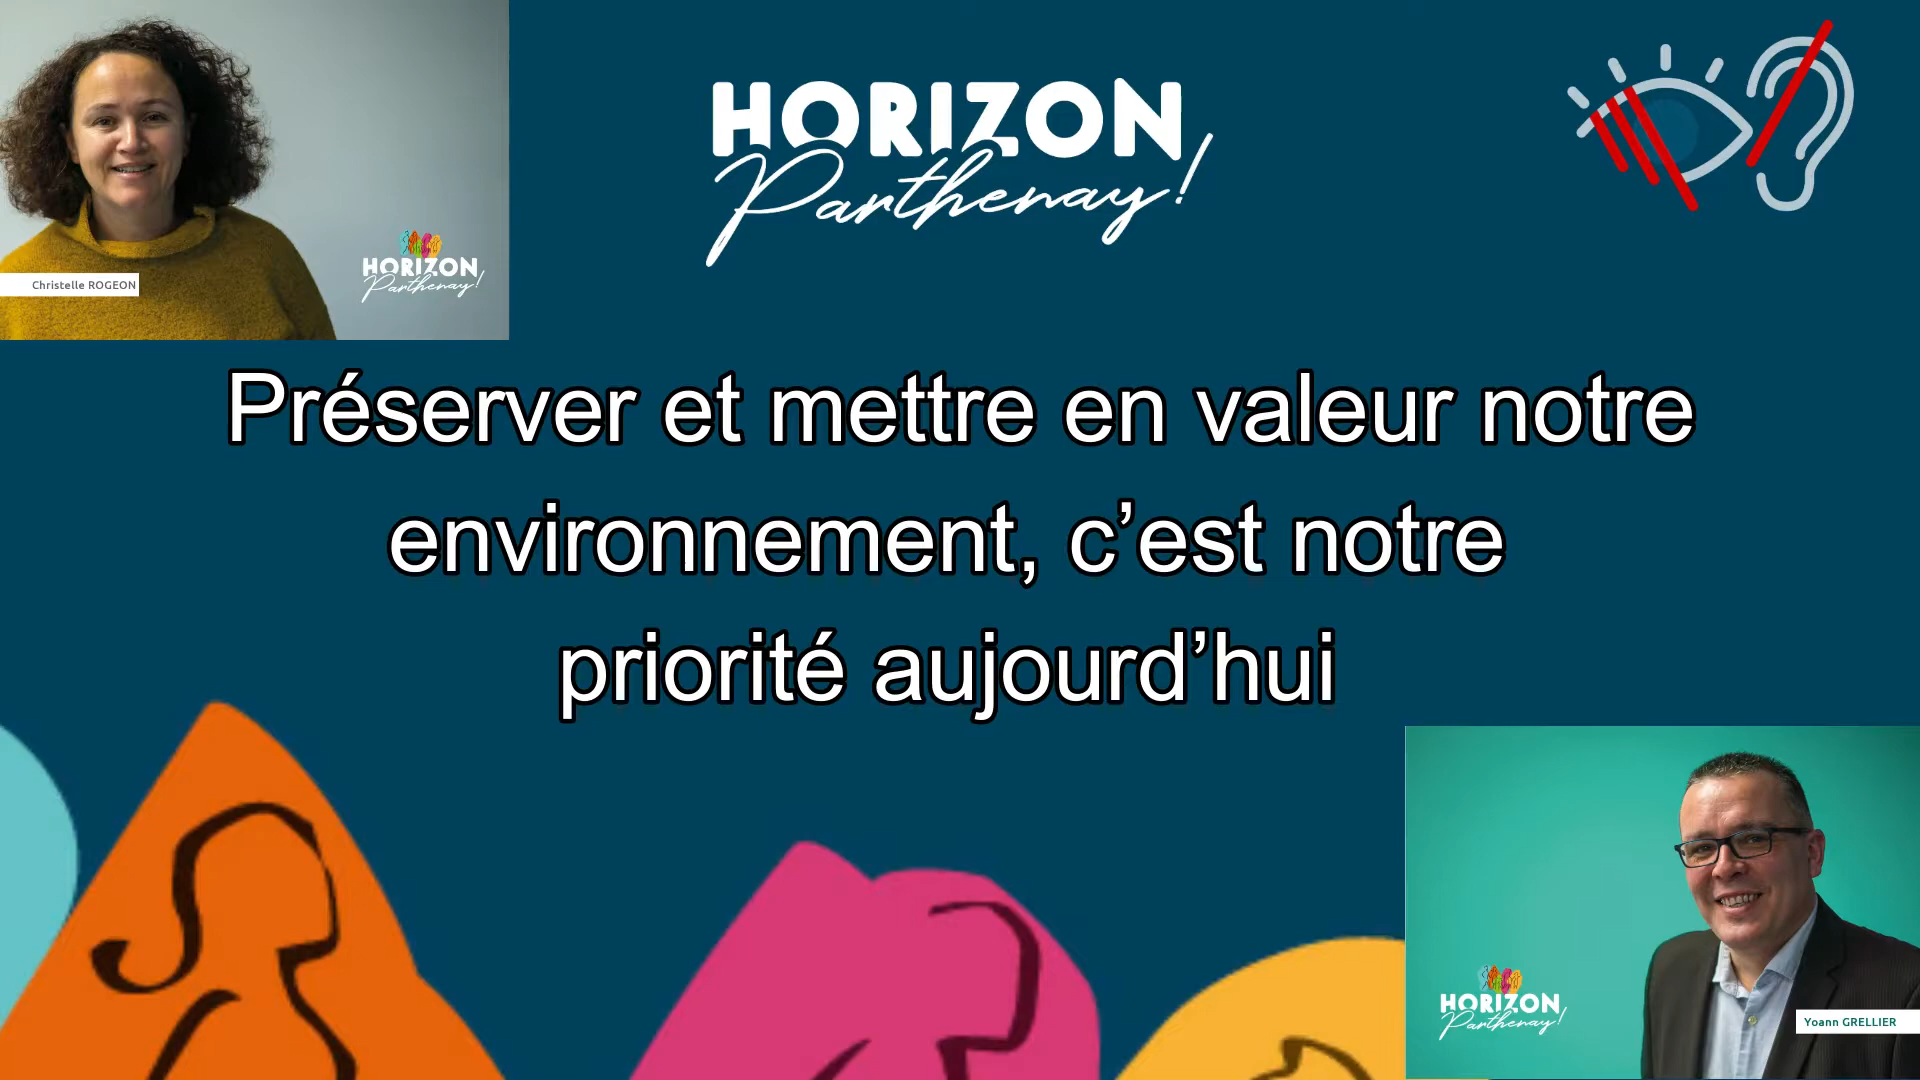 HORIZON
Parthenay!
Christelle ROGEON
HORIZON
Parthenay!
Préserver et mettre en valeur notre
environnement, c’est notre
priorité aujourd’hui
HORIZON
Parthenay!
Yoann GRELLIER